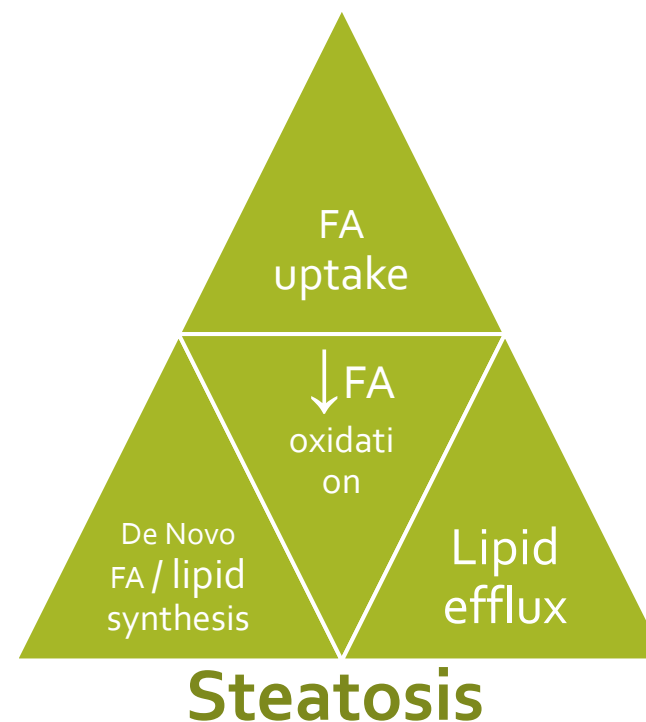 FA
uptake
↓FA
oxidati
on
De Novo
FA / lipid
synthesis
Lipid
efflux
Steatosis